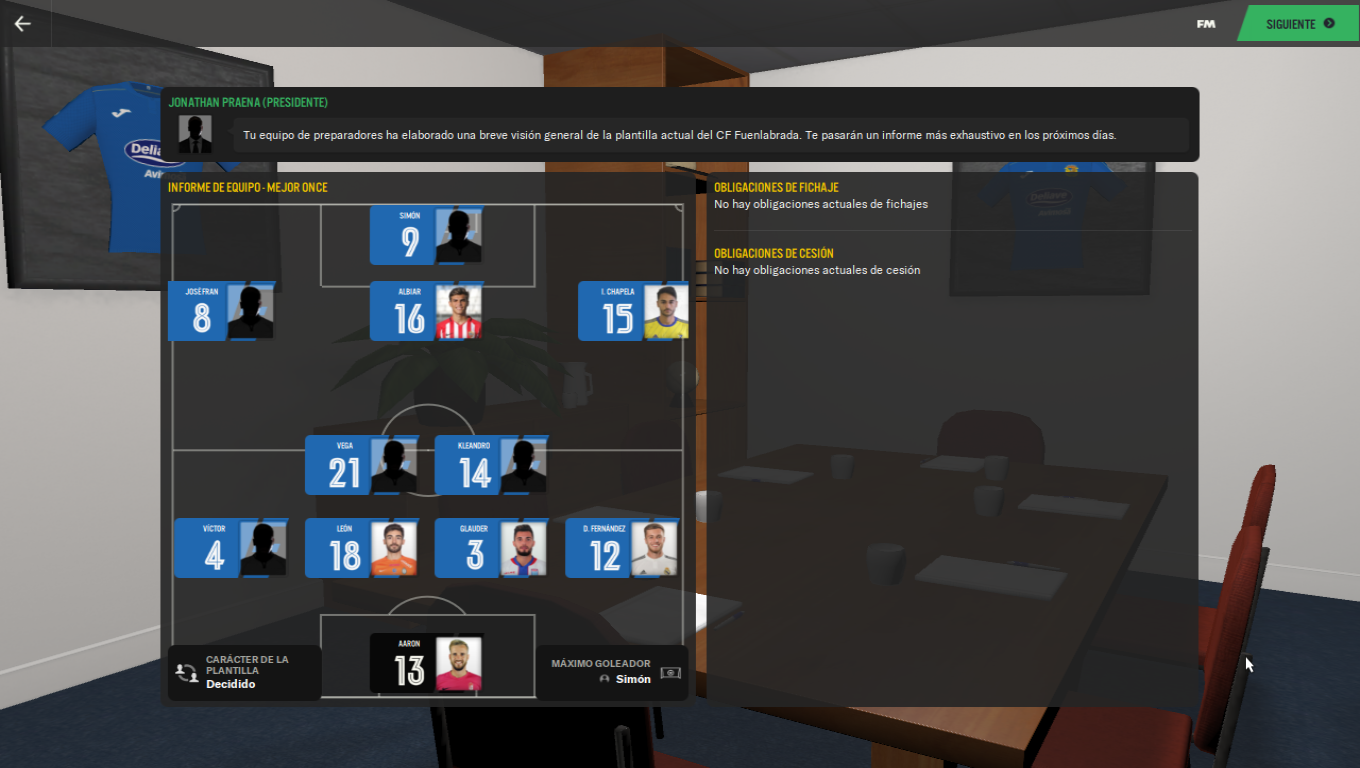 FM
SIGUIENTE
JONATHAN PRAENA (PRESIDENTE)
Tu equipo de preparadores ha elaborado una breve visión general de la plantilla actual del CF Fuenlabrada. Te pasarán un informe más exhaustivo en los próximos días.
INFORME DE EQUIPO - MEJOR ONCE
SIMÓN
9
JOSÉ FRAN
8
ALBIAR
16
I. CHAPELA
15
VEGA
21
KLEANDRO
14
VÍCTOR
4
LEÓN
18
GLAUDER
3
D. FERNÁNDEZ
12
AARON
13
CARÁCTER DE LA
PLANTILLA
Decidido
MÁXIMO GOLEADOR
Simón
OBLIGACIONES DE FICHAJE
No hay obligaciones actuales de fichajes
OBLIGACIONES DE CESIÓN
No hay obligaciones actuales de cesión